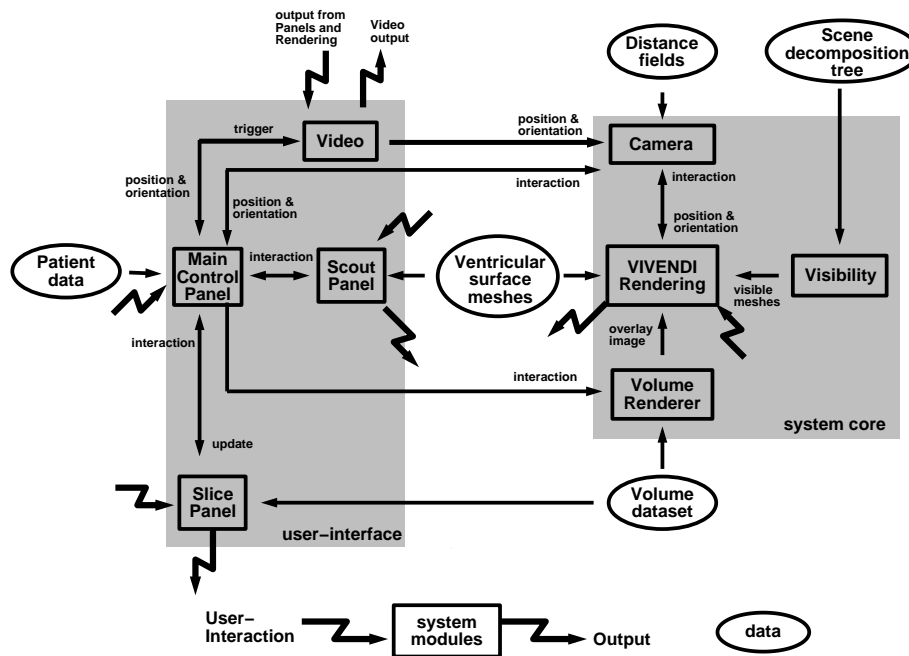 output from
Panels and
Rendering
Video
output
Distance
fields
Scene
decomposition
tree
trigger
Video
position &
orientation
Camera
position &
orientation
position &
orientation
interaction
interaction
position &
orientation
Patient
data
Main
Control
Panel
interaction
Scout
Panel
Ventricular
surface
meshes
VIVENDI
Rendering
visible
meshes
Visibility
interaction
overlay
image
interaction
Volume
Renderer
system core
update
Slice
Panel
user−interface
Volume
dataset
User−
Interaction
system
modules
Output
data